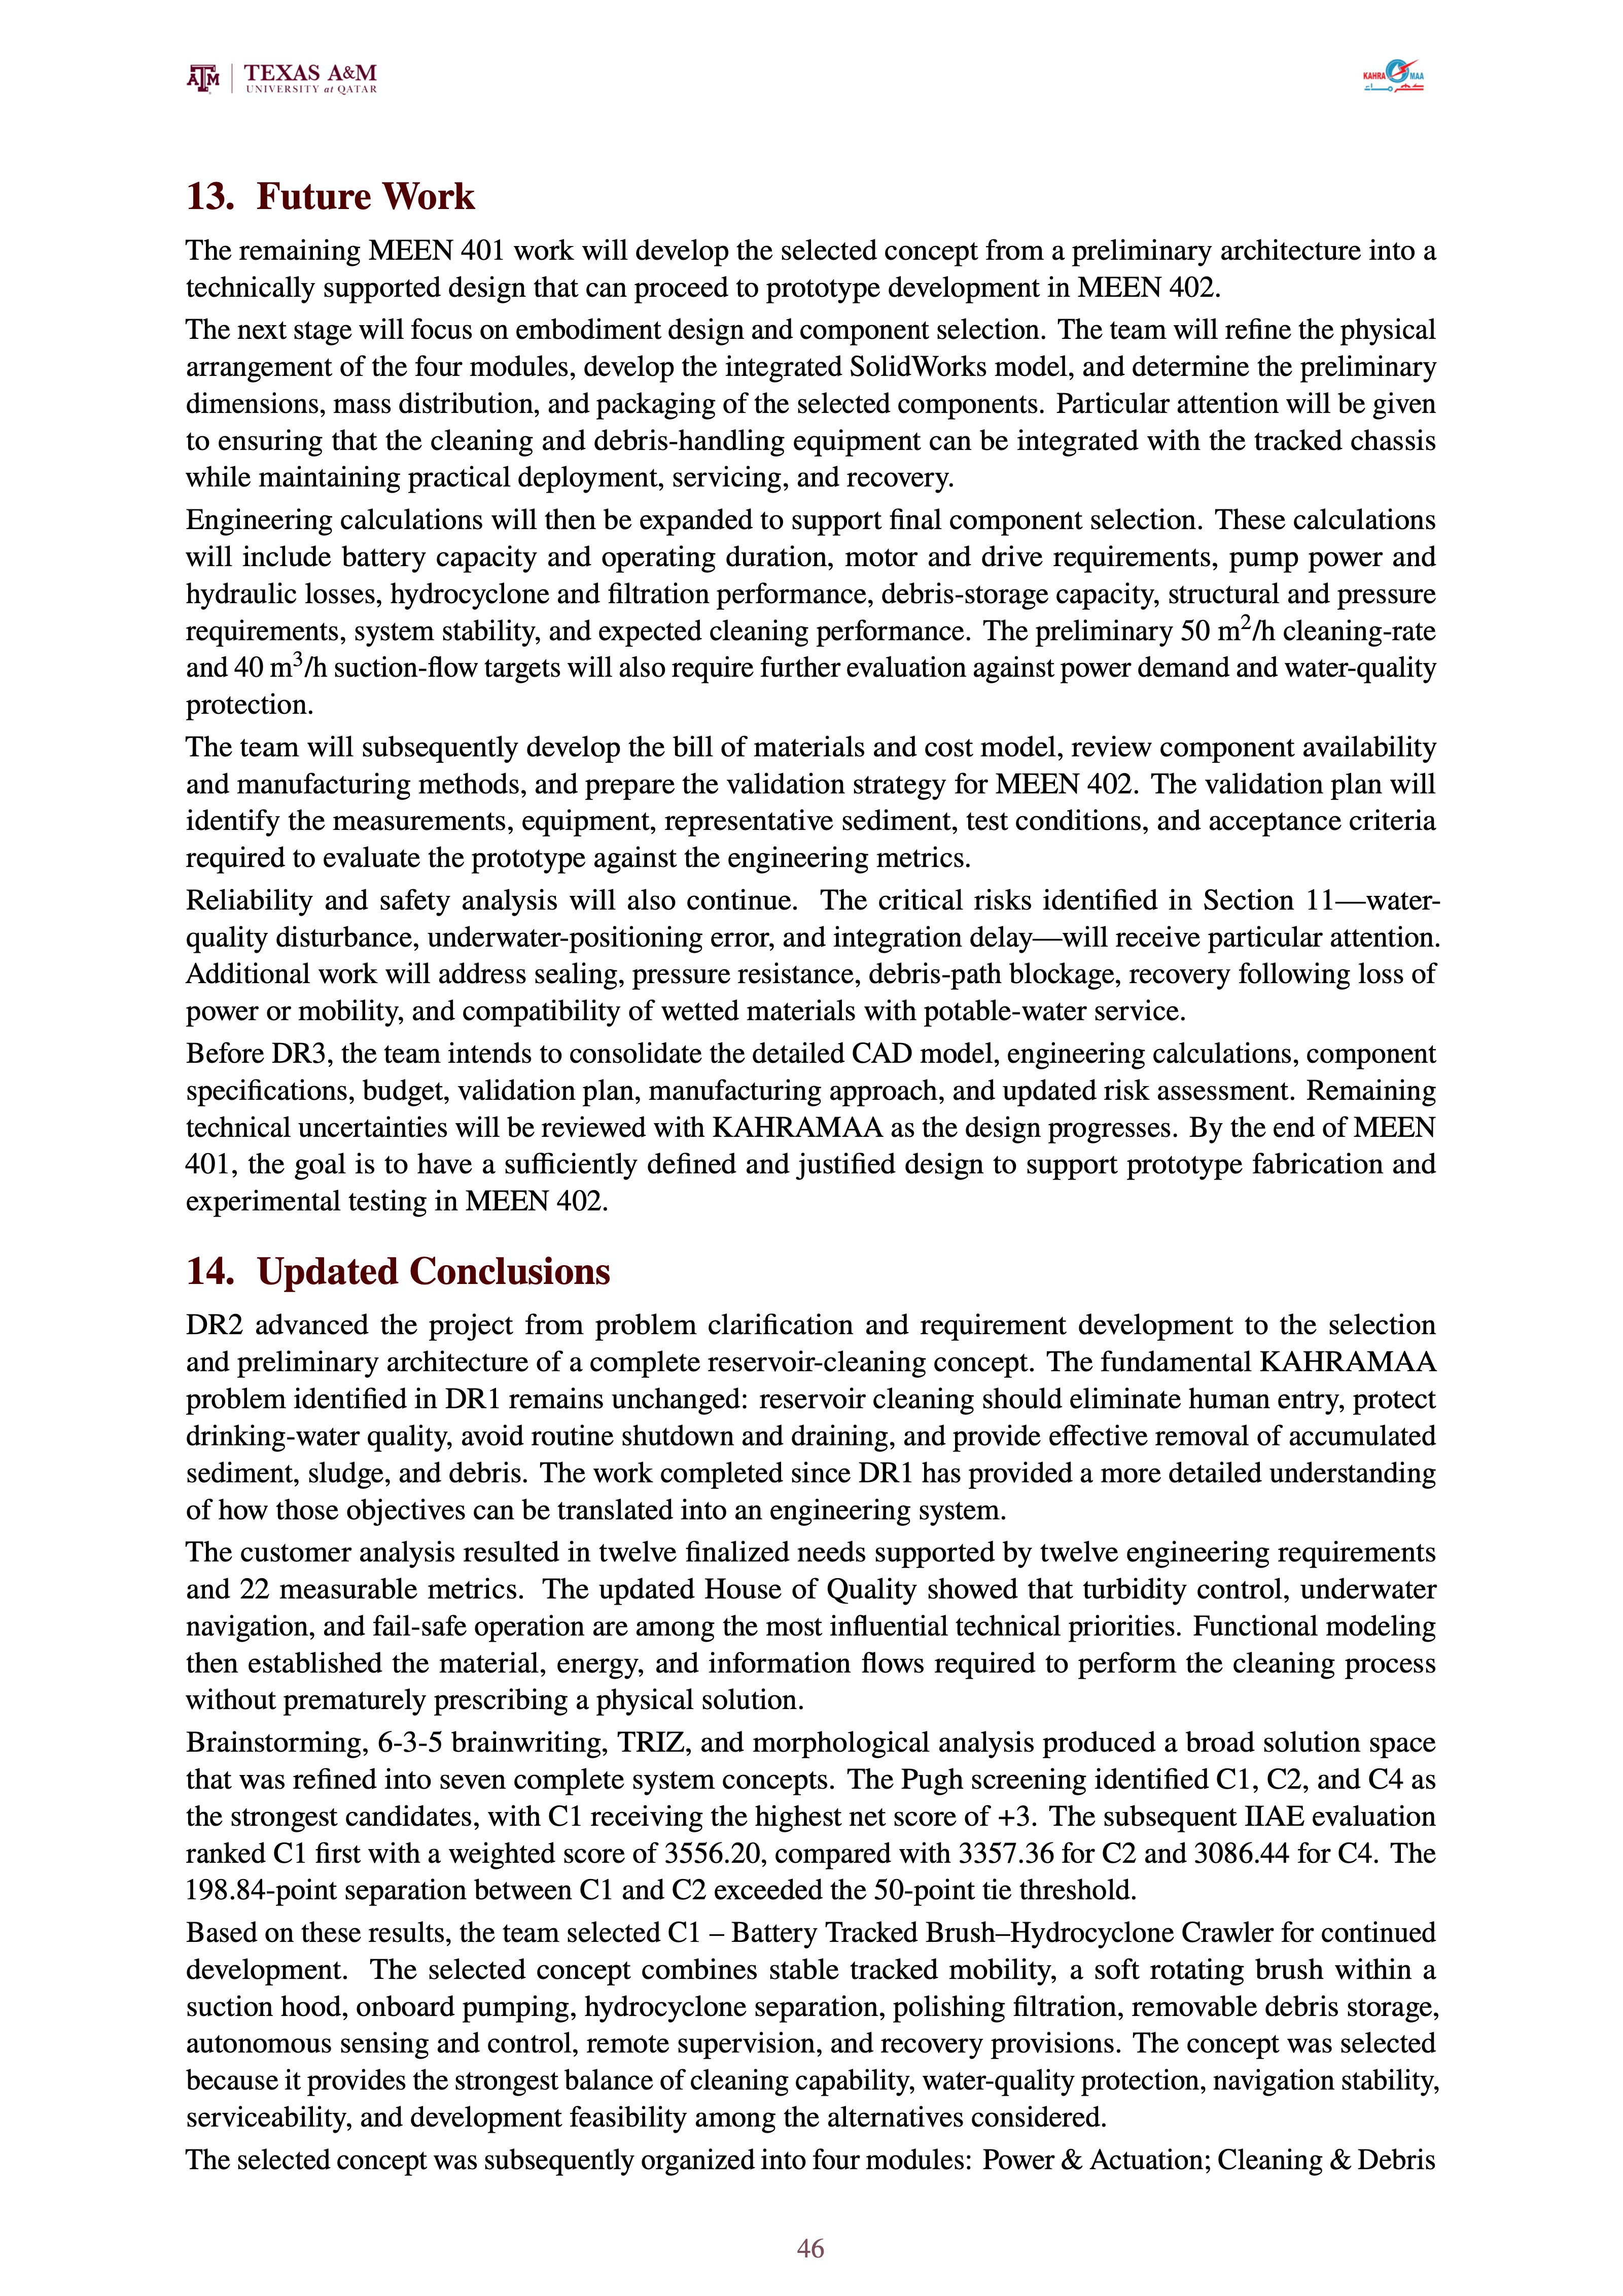 TEXAS A&M
UNIVERSITY at QATAR
KAHRA MAA
كهرماء
13. Future Work
The remaining MEEN 401 work will develop the selected concept from a preliminary architecture into a
technically supported design that can proceed to prototype development in MEEN 402.
The next stage will focus on embodiment design and component selection. The team will refine the physical
arrangement of the four modules, develop the integrated SolidWorks model, and determine the preliminary
dimensions, mass distribution, and packaging of the selected components. Particular attention will be given
to ensuring that the cleaning and debris-handling equipment can be integrated with the tracked chassis
while maintaining practical deployment, servicing, and recovery.
Engineering calculations will then be expanded to support final component selection. These calculations
will include battery capacity and operating duration, motor and drive requirements, pump power and
hydraulic losses, hydrocyclone and filtration performance, debris-storage capacity, structural and pressure
requirements, system stability, and expected cleaning performance. The preliminary 50 m²/h cleaning-rate
and 40 m³/h suction-flow targets will also require further evaluation against power demand and water-quality
protection.
The team will subsequently develop the bill of materials and cost model, review component availability
and manufacturing methods, and prepare the validation strategy for MEEN 402. The validation plan will
identify the measurements, equipment, representative sediment, test conditions, and acceptance criteria
required to evaluate the prototype against the engineering metrics.
Reliability and safety analysis will also continue. The critical risks identified in Section 11—water-
quality disturbance, underwater-positioning error, and integration delay—will receive particular attention.
Additional work will address sealing, pressure resistance, debris-path blockage, recovery following loss of
power or mobility, and compatibility of wetted materials with potable-water service.
Before DR3, the team intends to consolidate the detailed CAD model, engineering calculations, component
specifications, budget, validation plan, manufacturing approach, and updated risk assessment. Remaining
technical uncertainties will be reviewed with KAHRAMAA as the design progresses. By the end of MEEN
401, the goal is to have a sufficiently defined and justified design to support prototype fabrication and
experimental testing in MEEN 402.
14. Updated Conclusions
DR2 advanced the project from problem clarification and requirement development to the selection
and preliminary architecture of a complete reservoir-cleaning concept. The fundamental KAHRAMAA
problem identified in DR1 remains unchanged: reservoir cleaning should eliminate human entry, protect
drinking-water quality, avoid routine shutdown and draining, and provide effective removal of accumulated
sediment, sludge, and debris. The work completed since DR1 has provided a more detailed understanding
of how those objectives can be translated into an engineering system.
The customer analysis resulted in twelve finalized needs supported by twelve engineering requirements
and 22 measurable metrics. The updated House of Quality showed that turbidity control, underwater
navigation, and fail-safe operation are among the most influential technical priorities. Functional modeling
then established the material, energy, and information flows required to perform the cleaning process
without prematurely prescribing a physical solution.
Brainstorming, 6-3-5 brainwriting, TRIZ, and morphological analysis produced a broad solution space
that was refined into seven complete system concepts. The Pugh screening identified C1, C2, and C4 as
the strongest candidates, with C1 receiving the highest net score of +3. The subsequent IIAE evaluation
ranked C1 first with a weighted score of 3556.20, compared with 3357.36 for C2 and 3086.44 for C4. The
198.84-point separation between C1 and C2 exceeded the 50-point tie threshold.
Based on these results, the team selected C1 – Battery Tracked Brush–Hydrocyclone Crawler for continued
development. The selected concept combines stable tracked mobility, a soft rotating brush within a
suction hood, onboard pumping, hydrocyclone separation, polishing filtration, removable debris storage,
autonomous sensing and control, remote supervision, and recovery provisions. The concept was selected
because it provides the strongest balance of cleaning capability, water-quality protection, navigation stability,
serviceability, and development feasibility among the alternatives considered.
The selected concept was subsequently organized into four modules: Power & Actuation; Cleaning & Debris
46